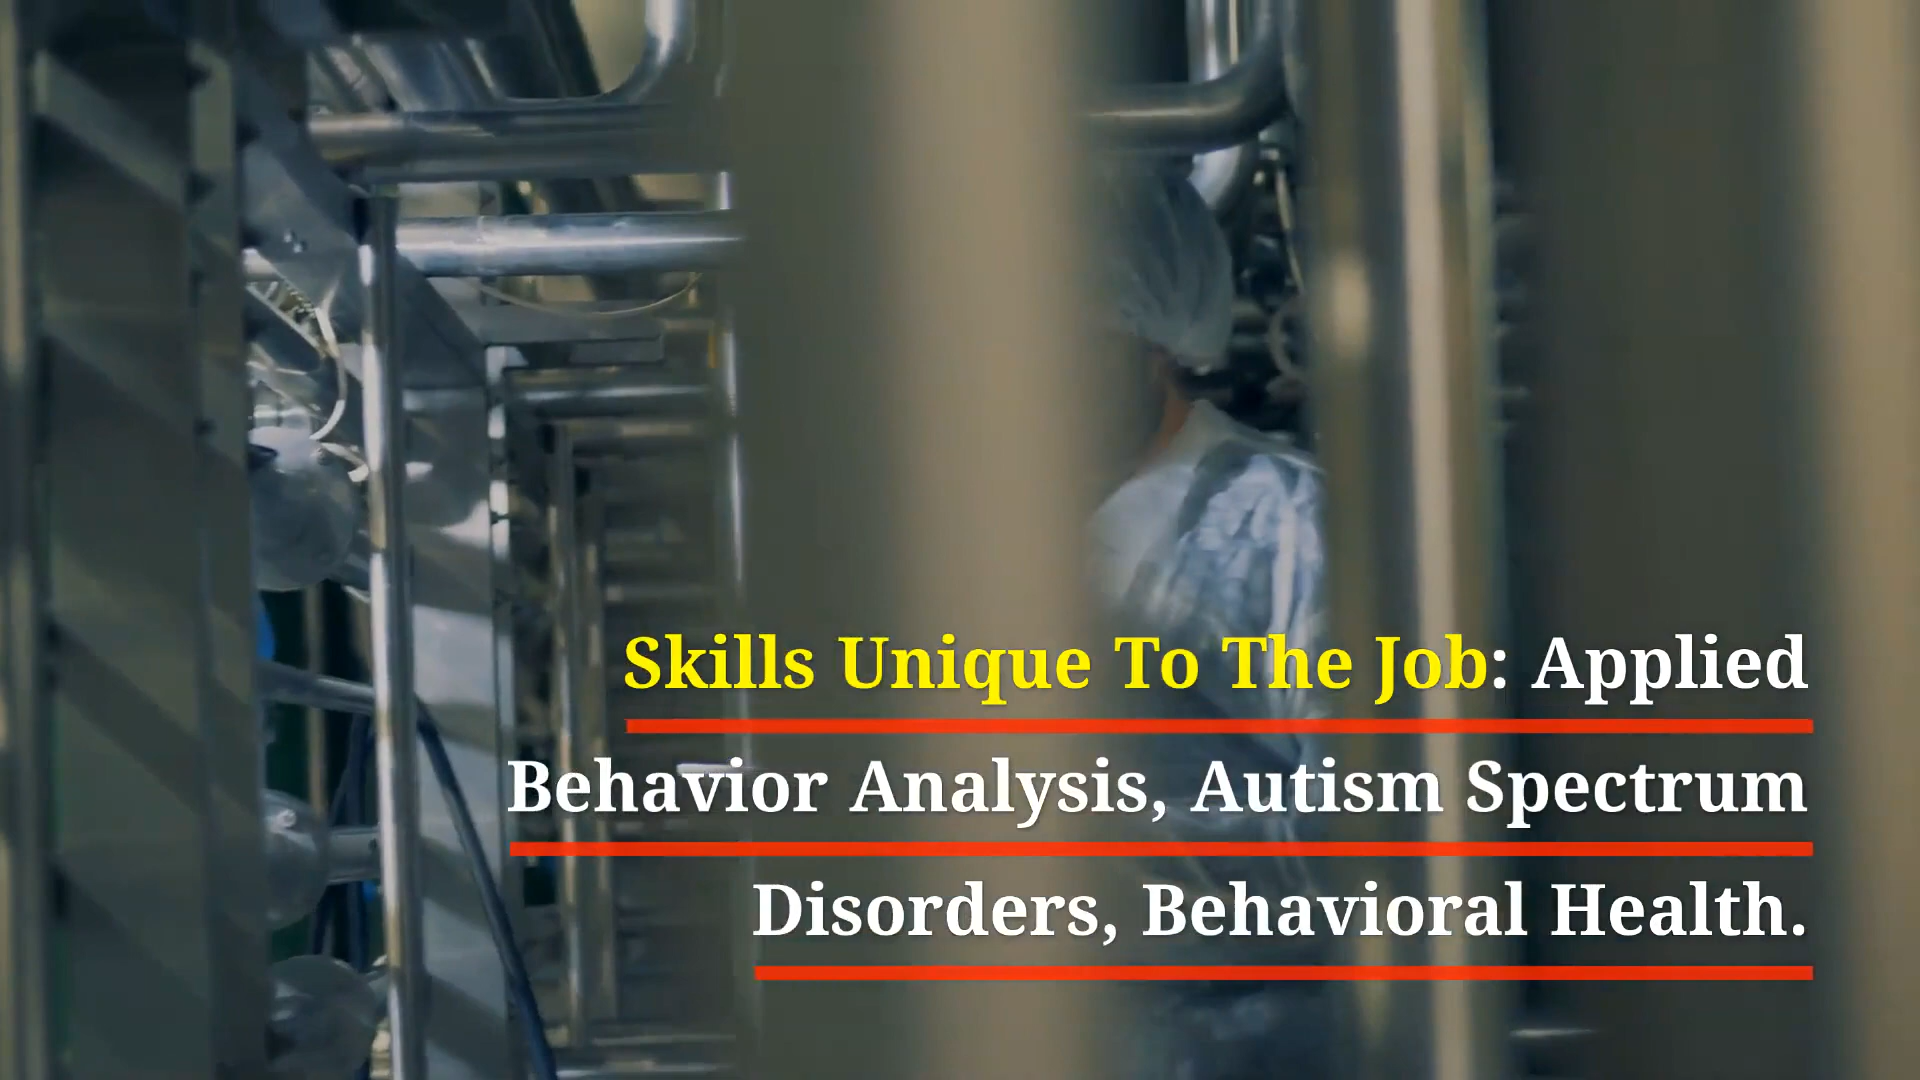 Skills Unique To The Job: Applied
Behavior Analysis, Autism Spectrum
Disorders, Behavioral Health.